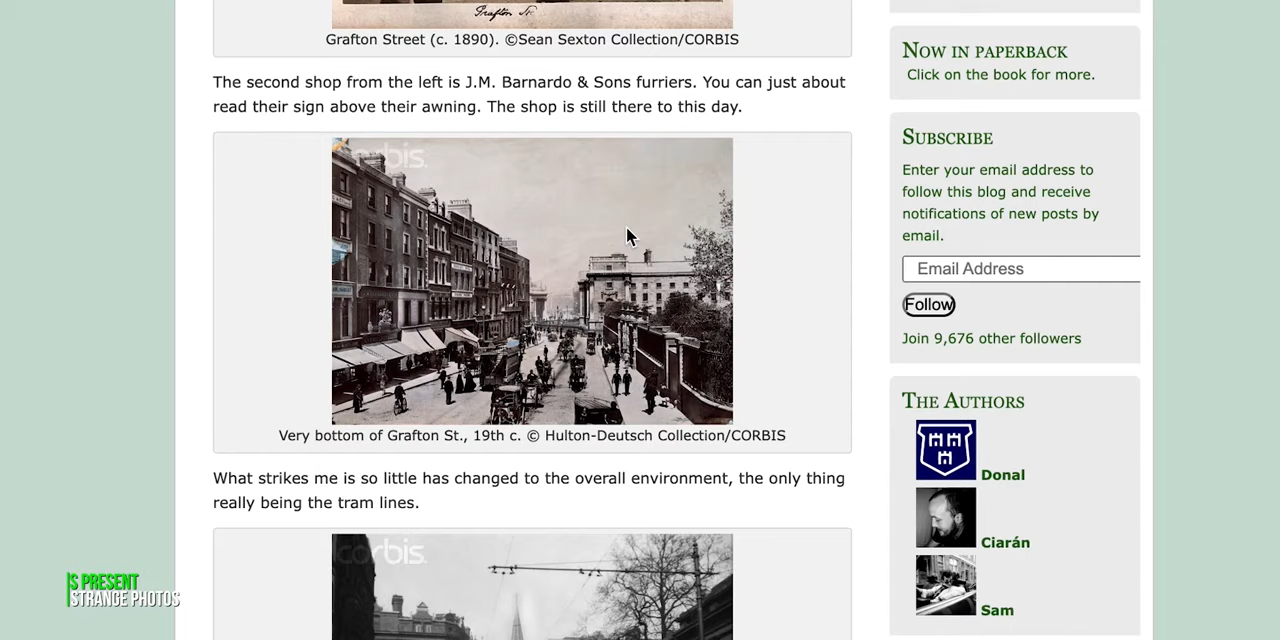 Grafton St.
Grafton Street (c. 1890). ©Sean Sexton Collection/CORBIS
The second shop from the left is J.M. Barnardo & Sons furriers. You can just about
read their sign above their awning. The shop is still there to this day.
corbis.
Very bottom of Grafton St., 19th c. © Hulton-Deutsch Collection/CORBIS
What strikes me is so little has changed to the overall environment, the only thing
really being the tram lines.
corbis.
Now in paperback
Click on the book for more.
Subscribe
Enter your email address to
follow this blog and receive
notifications of new posts by
email.
Email Address
Follow
Join 9,676 other followers
The Authors
Donal
Ciarán
Sam
S PRESENT
STRANGE PHOTOS